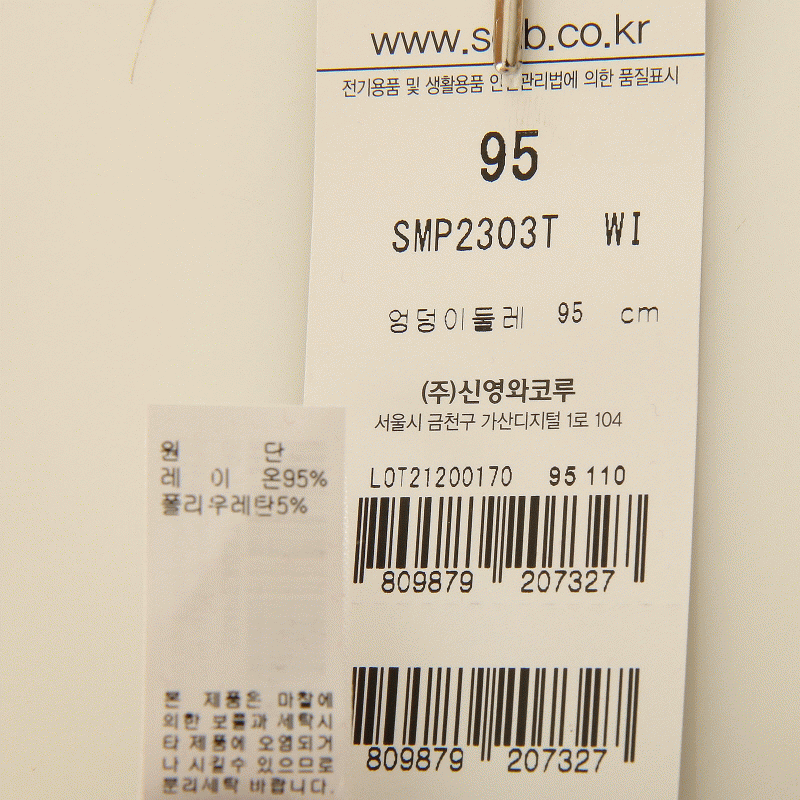 전기용품 및 생활용품 안전관리법에 의한 품질표시
95
SMP2303T WI
엉덩이둘레 95 cm
(주)신영와코루
서울시 금천구 가산디지털 1로 104
LOT21200170 95 110
809879 207327
809879 207327
원 단
레 이 온95%
폴리우레탄5%
본 제품은 마찰에
의한 보풀과 세탁시
타 제품에 오염되거
나 시킬수 있으므로
분리세탁 바랍니다.